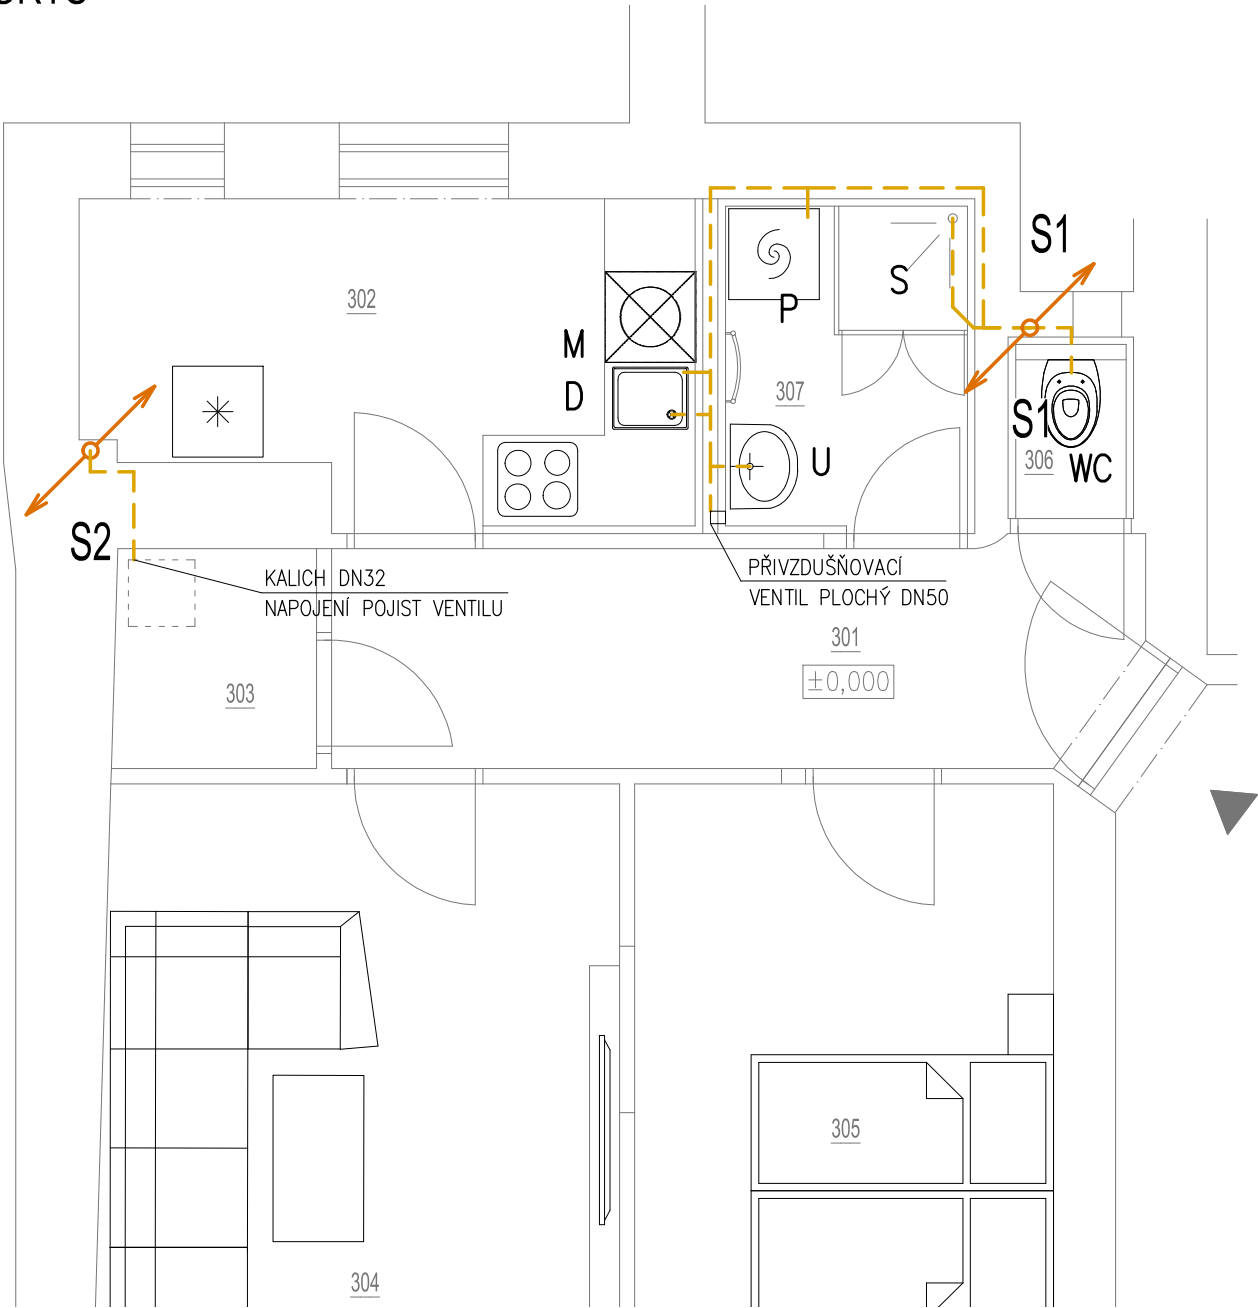 S1
302
S
P
M
D
307
S1
U
306
WC
S2
PŘIVZDUŠŇOVACÍ
VENTIL PLOCHÝ DN50
KALICH DN32
NAPOJENÍ POJIST VENTILU
301
±0,000
303
305
304